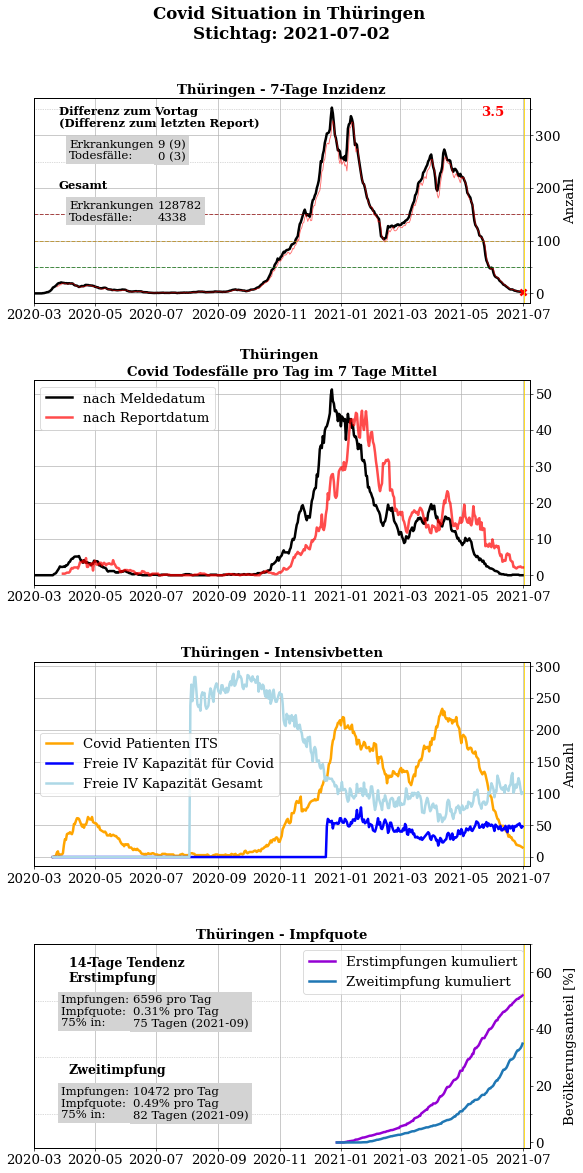 Covid Situation in Thüringen
Stichtag: 2021-07-02
Thüringen - 7-Tage Inzidenz
Differenz zum Vortag
(Differenz zum letzten Report)
Erkrankungen 9 (9)
Todesfälle: 0 (3)
Gesamt
Erkrankungen 128782
Todesfälle: 4338
3.5
300
200
100
0
Anzahl
2020-03 2020-05 2020-07 2020-09 2020-11 2021-01 2021-03 2021-05 2021-07
Thüringen
Covid Todesfälle pro Tag im 7 Tage Mittel
nach Meldedatum
nach Reportdatum
50
40
30
20
10
0
2020-03 2020-05 2020-07 2020-09 2020-11 2021-01 2021-03 2021-05 2021-07
Thüringen - Intensivbetten
Covid Patienten ITS
Freie IV Kapazität für Covid
Freie IV Kapazität Gesamt
300
250
200
150
100
50
0
Anzahl
2020-03 2020-05 2020-07 2020-09 2020-11 2021-01 2021-03 2021-05 2021-07
Thüringen - Impfquote
14-Tage Tendenz
Erstimpfung
Impfungen: 6596 pro Tag
Impfquote: 0.31% pro Tag
75% in: 75 Tagen (2021-09)
Zweitimpfung
Impfungen: 10472 pro Tag
Impfquote: 0.49% pro Tag
75% in: 82 Tagen (2021-09)
Erstimpfungen kumuliert
Zweitimpfung kumuliert
60
40
20
0
Bevölkerungsanteil [%]
2020-03 2020-05 2020-07 2020-09 2020-11 2021-01 2021-03 2021-05 2021-07